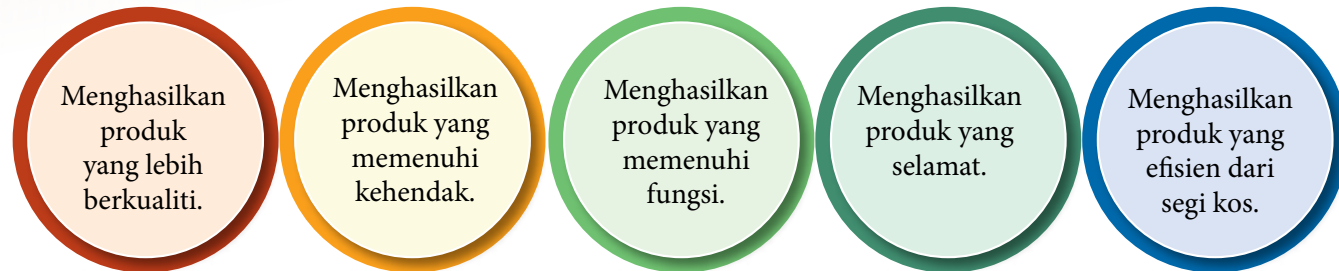 Menghasilkan
produk
yang lebih
berkualiti.
Menghasilkan
produk yang
memenuhi
kehendak.
Menghasilkan
produk yang
memenuhi
fungsi.
Menghasilkan
produk yang
selamat.
Menghasilkan
produk yang
efisien dari
segi kos.